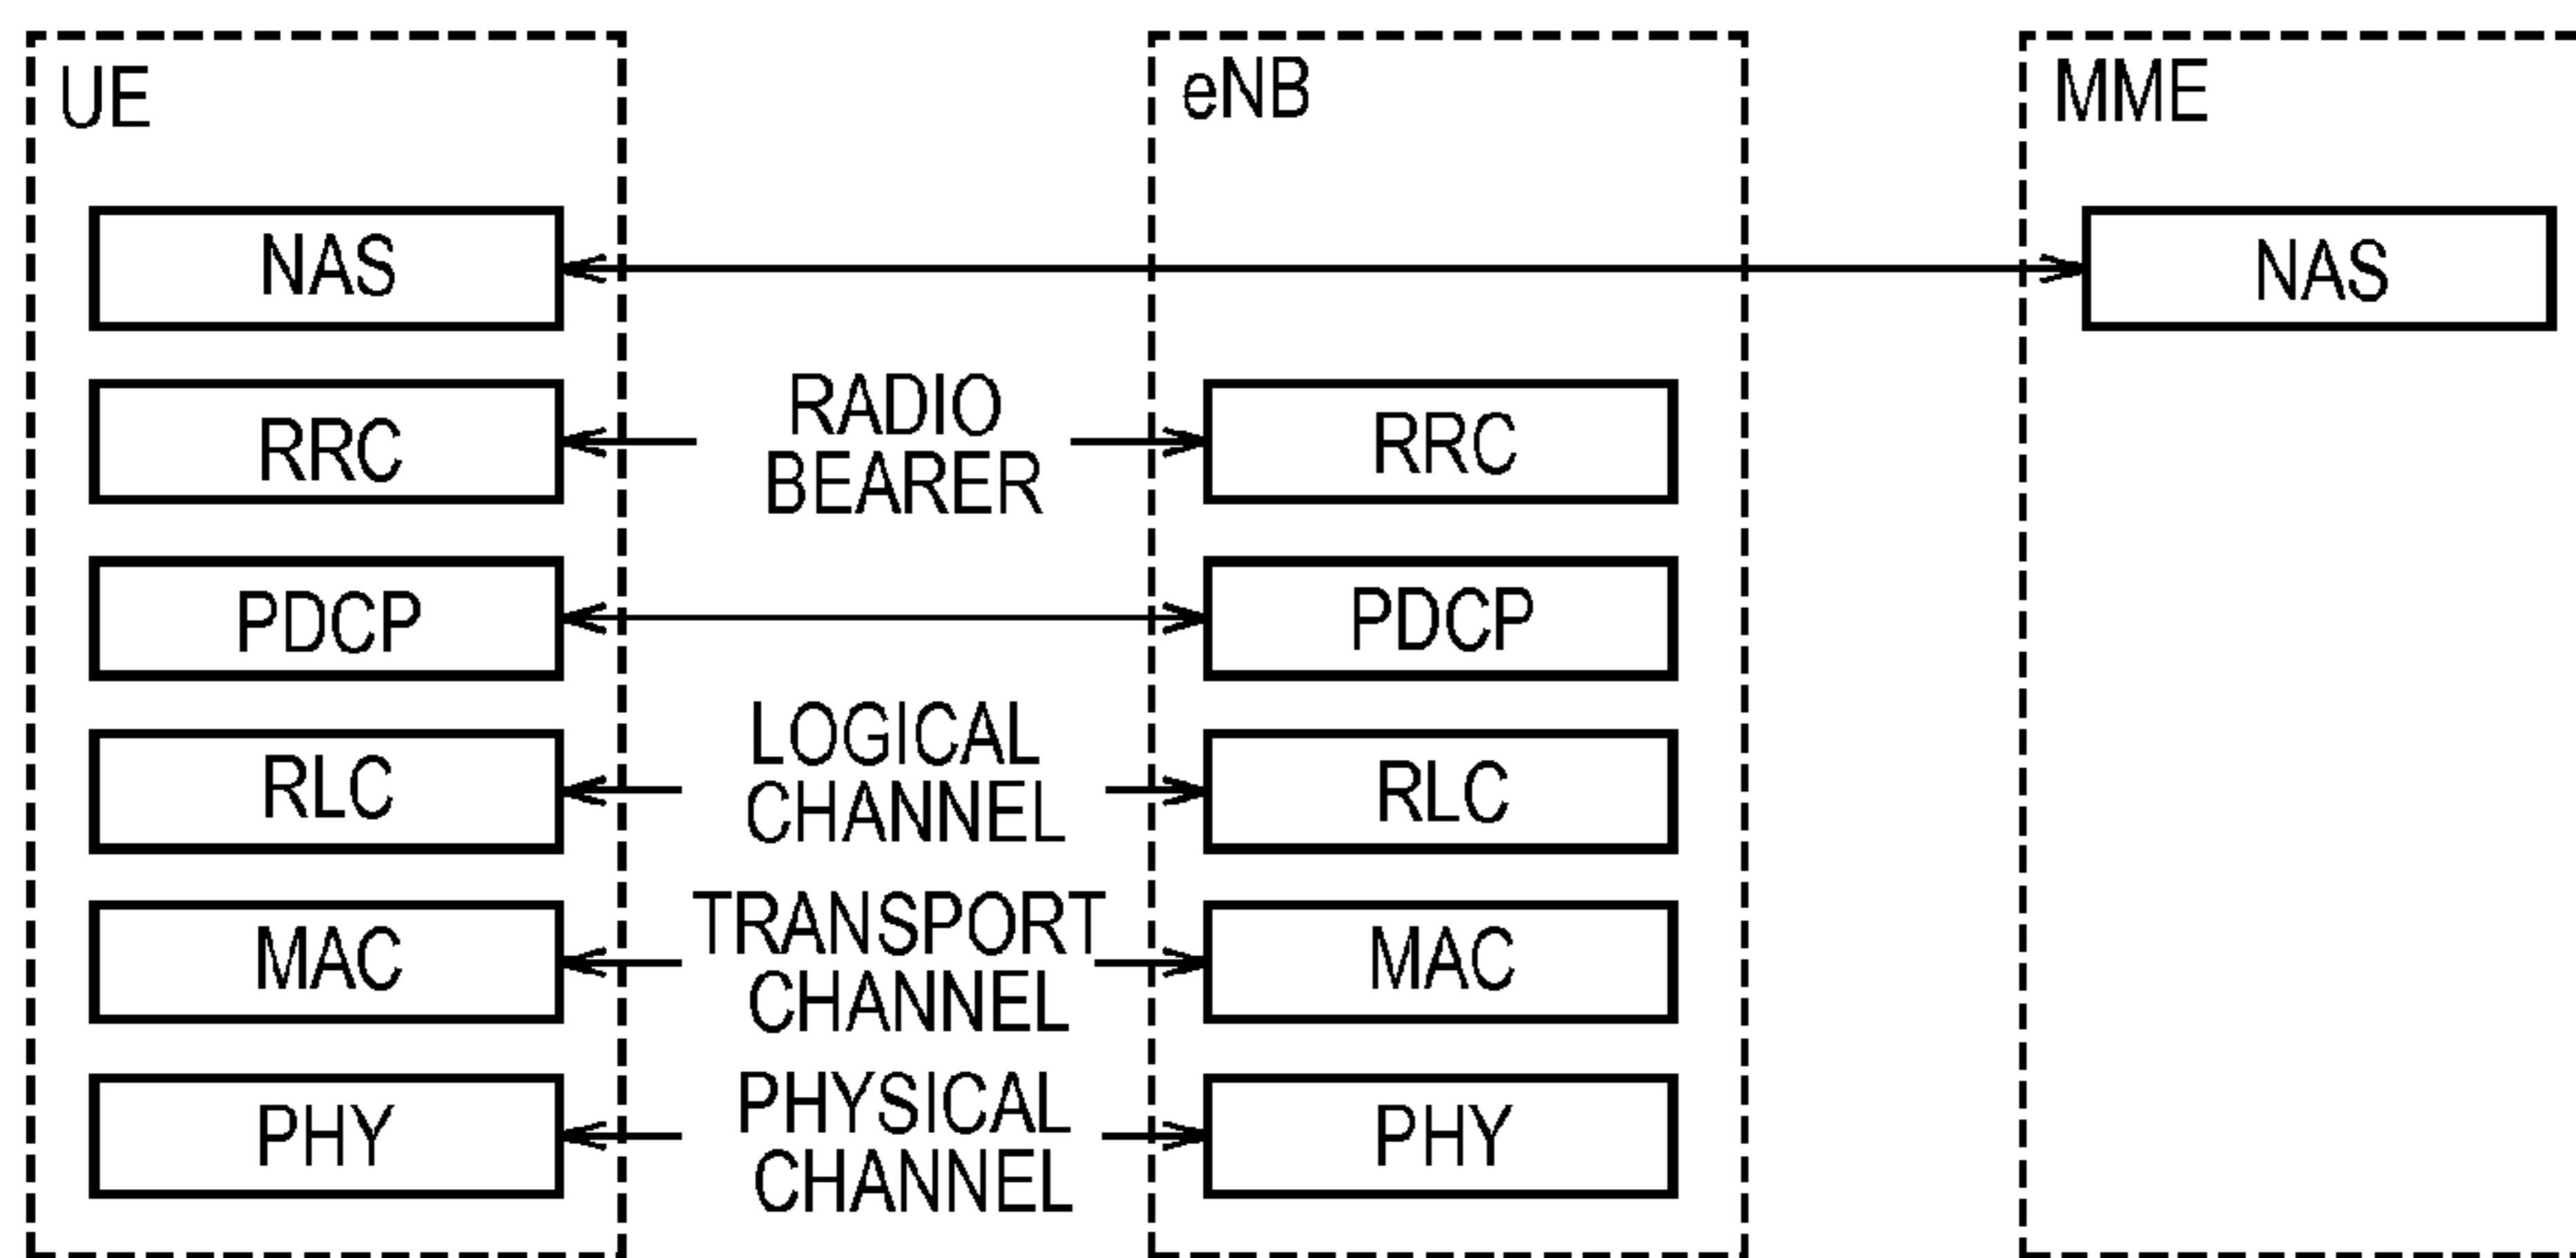 UE
eNB
MME
NAS
NAS
RRC
RADIO
BEARER
RRC
PDCP
PDCP
RLC
LOGICAL
CHANNEL
RLC
MAC
TRANSPORT
CHANNEL
MAC
PHY
PHYSICAL
CHANNEL
PHY